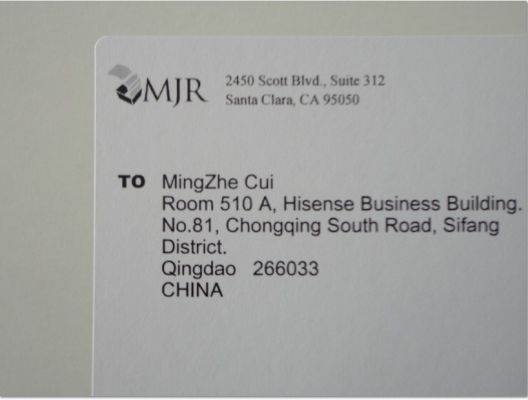 MJR
2450 Scott Blvd., Suite 312
Santa Clara, CA 95050
TO MingZhe Cui
Room 510 A, Hisense Business Building.
No.81, Chongqing South Road, Sifang
District.
Qingdao 266033
CHINA